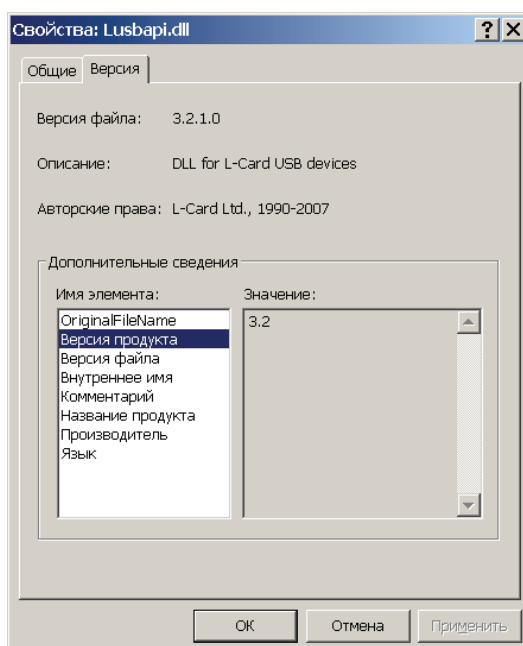 Свойства: Lusbapi.dll
Общие Версия
Версия файла: 3.2.1.0
Описание: DLL for L-Card USB devices
Авторские права: L-Card Ltd., 1990-2007
Дополнительные сведения
Имя элемента: Значение:
OriginalFileName 3.2
Версия продукта
Версия файла
Внутреннее имя
Комментарий
Название продукта
Производитель
Язык
ОК Отмена Применить